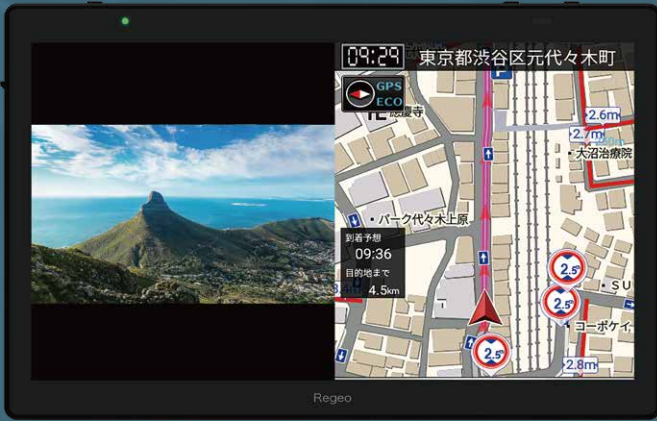 09:29 東京都渋谷区元代々木町
GPS
ECO
P
慶寺
2.6m
2.7m
大沼治療院
・パーク代々木上原
到着予想
09:36
目的地まで
4.5km
2.5
・SU
2.5
コーポケイ
2.5
2.8m
Regeo